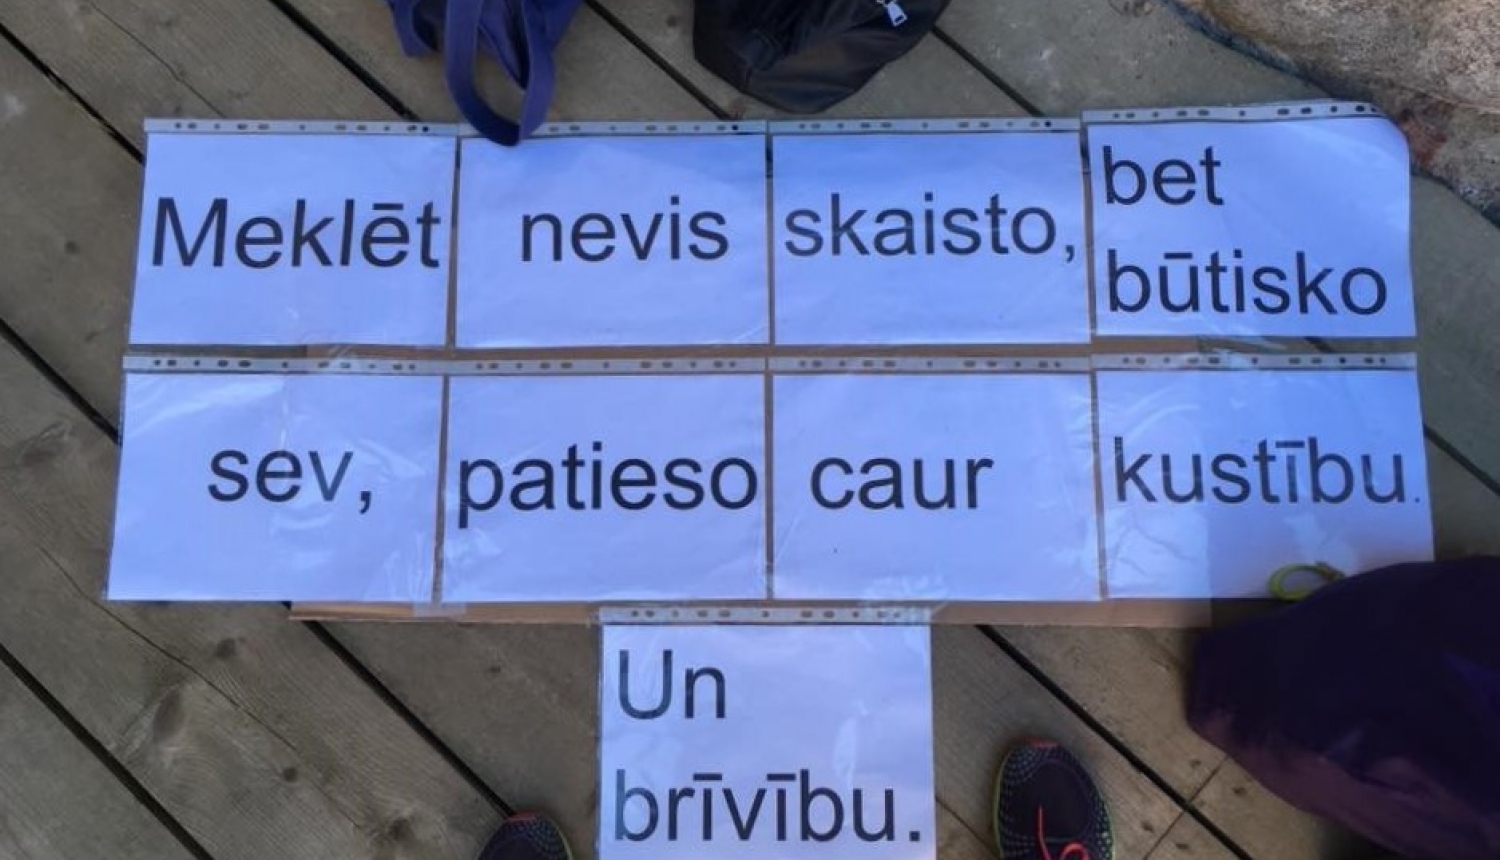 Meklēt nevis skaisto, bet
būtisko
sev, patieso caur kustību.
Un
brīvību.